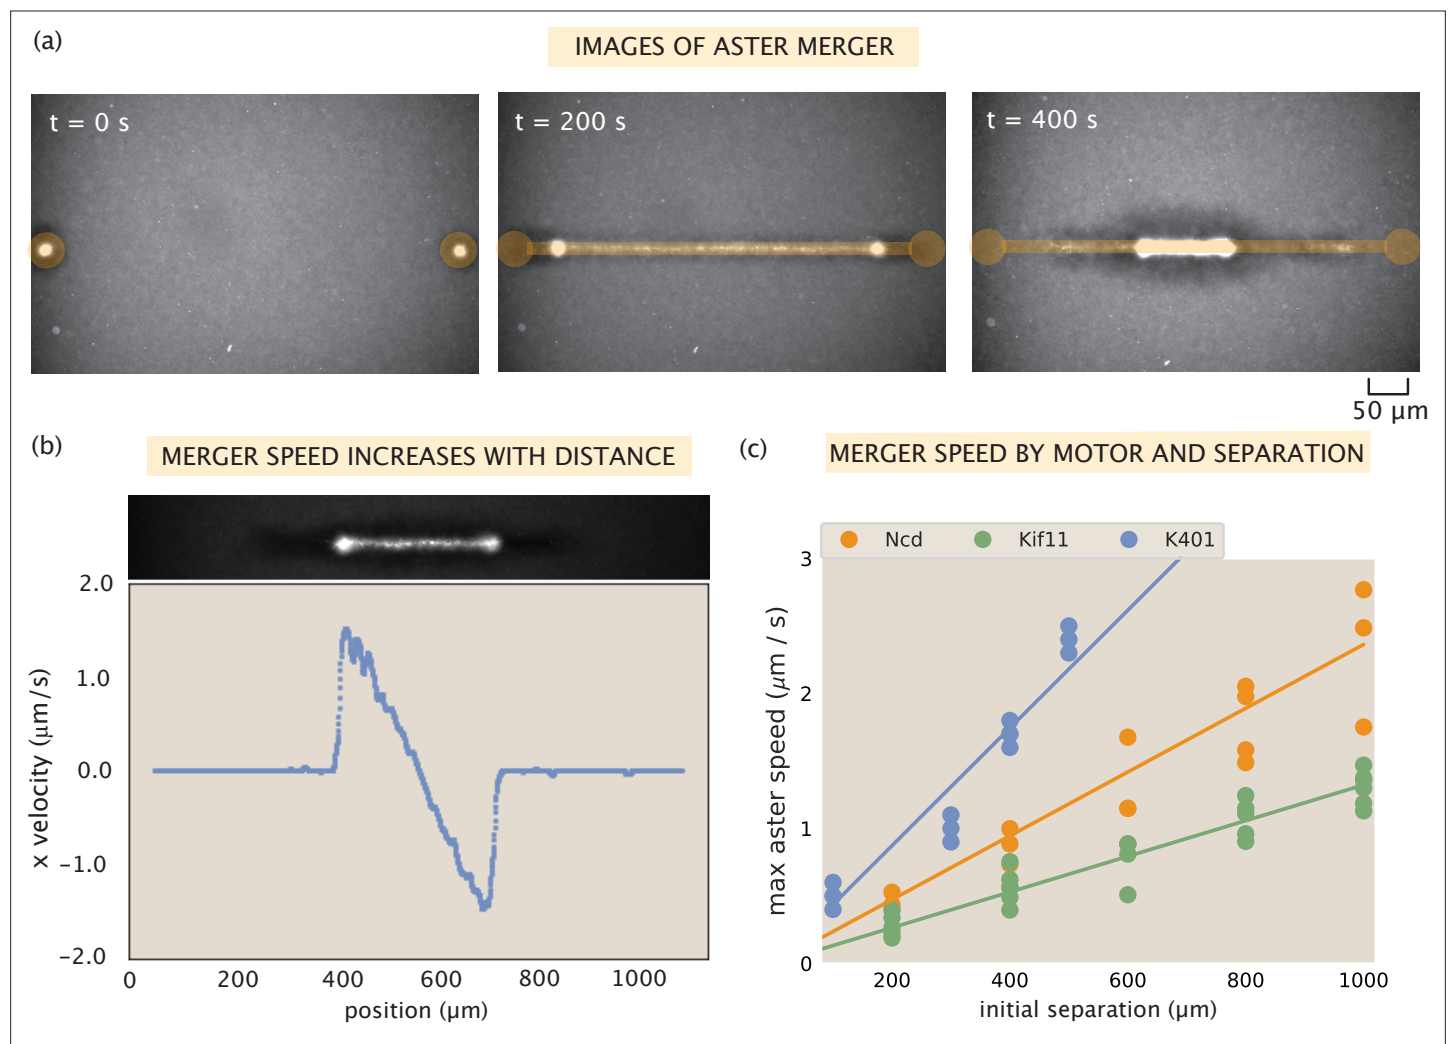 (a)
IMAGES OF ASTER MERGER
t = 0 s
t = 200 s
t = 400 s
50 μm
(b)
MERGER SPEED INCREASES WITH DISTANCE
2.0
1.0
0.0
−1.0
−2.0
x velocity (μm/s)
0 200 400 600 800 1000
position (μm)
(c)
MERGER SPEED BY MOTOR AND SEPARATION
Ncd Kif11 K401
3
2
1
0
max aster speed (μm / s)
200 400 600 800 1000
initial separation (μm)